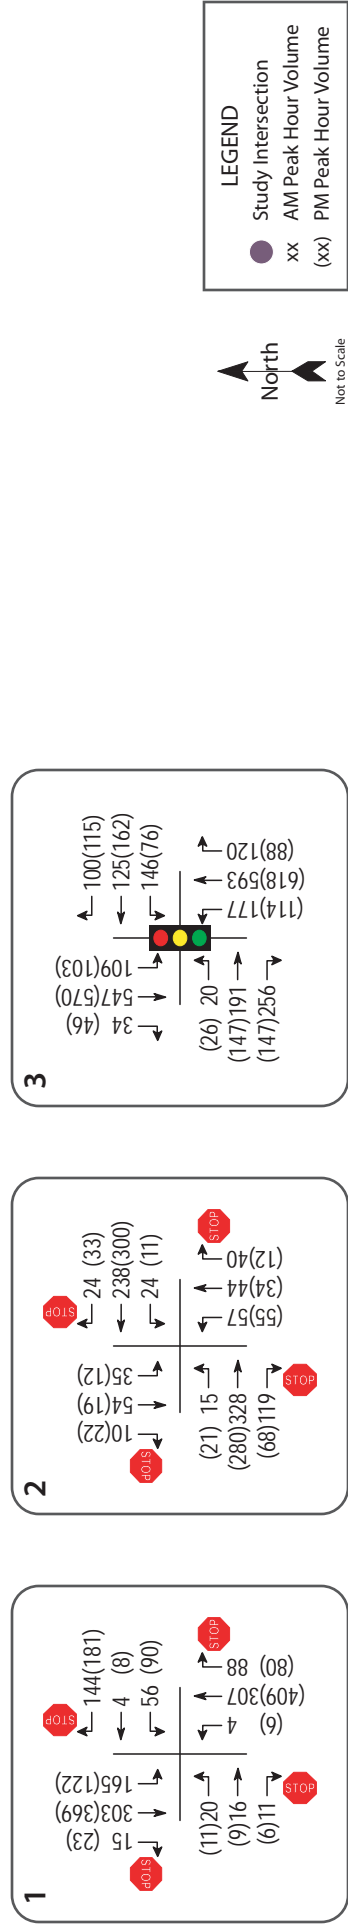 1
15 (23)
303(369)
165(122)
STOP
STOP
144(181)
4 (8)
56 (90)
(11)20
(9)16
(6)11
STOP
(6) 4
(409)307
(80) 88
STOP
2
10(22)
54(19)
35(12)
STOP
STOP
24 (33)
238(300)
24 (11)
(21) 15
(280)328
(68)119
STOP
(55)57
(34)44
(12)40
STOP
3
34 (46)
547(570)
109(103)
100(115)
125(162)
146(76)
(26) 20
(147)191
(147)256
(114)177
(618)593
(88)120
North
Not to Scale
LEGEND
Study Intersection
xx AM Peak Hour Volume
(xx) PM Peak Hour Volume